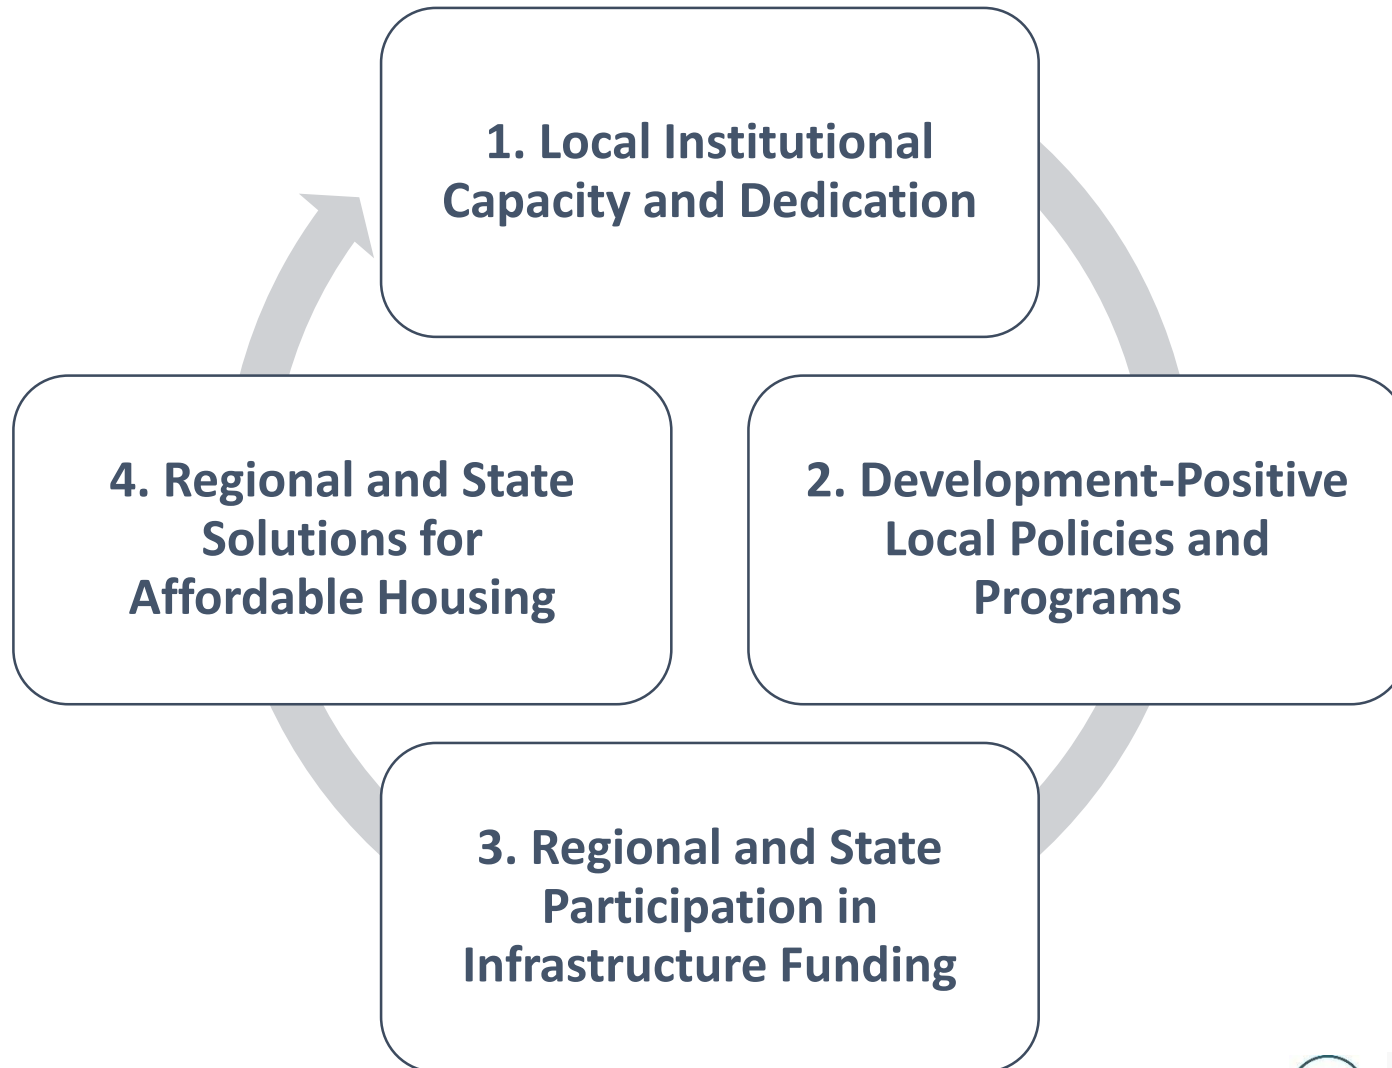 1. Local Institutional
Capacity and Dedication
2. Development-Positive
Local Policies and
Programs
3. Regional and State
Participation in
Infrastructure Funding
4. Regional and State
Solutions for
Affordable Housing